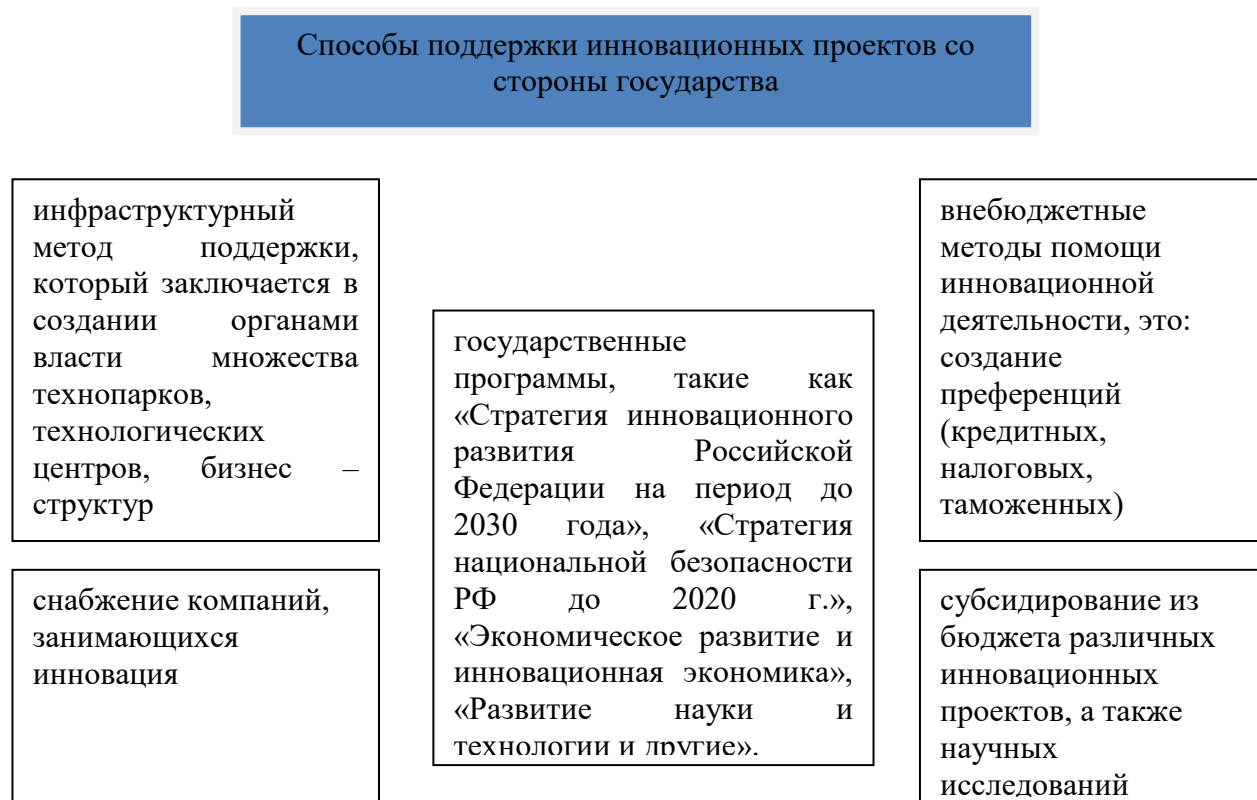 Способы поддержки инновационных проектов со
стороны государства
инфраструктурный
метод поддержки,
который заключается в
создании органами
власти множества
технопарков,
технологических
центров, бизнес –
структур
снабжение компаний,
занимающихся
инновация
государственные
программы, такие как
«Стратегия инновационного
развития Российской
Федерации на период до
2030 года», «Стратегия
национальной безопасности
РФ до 2020 г.»,
«Экономическое развитие и
инновационная экономика»,
«Развитие науки и
технологии и другие».
внебюджетные
методы помощи
инновационной
деятельности, это:
создание
преференций
(кредитных,
налоговых,
таможенных)
субсидирование из
бюджета различных
инновационных
проектов, а также
научных
исследований